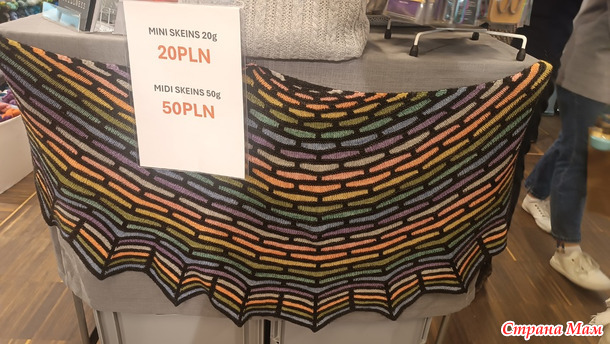 MINI SKEINS 20g
20PLN
MIDI SKEINS 50g
50PLN
Страна Мам